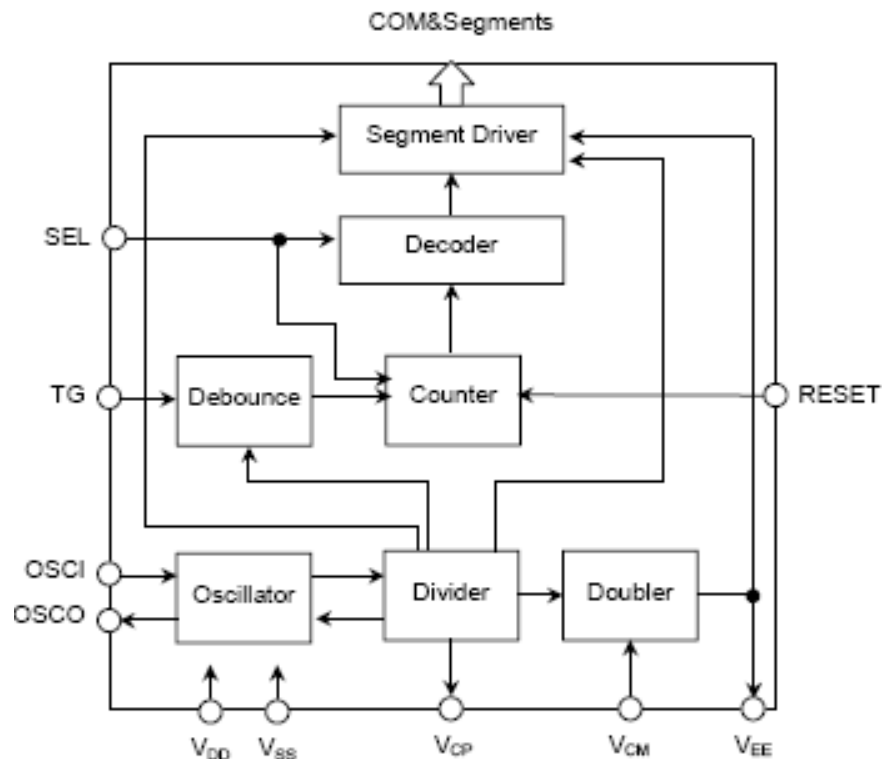 COM&Segments
Segment Driver
SEL
Decoder
TG
Debounce
Counter
RESET
OSCI
Oscillator
Divider
Doubler
OSCO
VDD
VSS
VCP
VCM
VEE